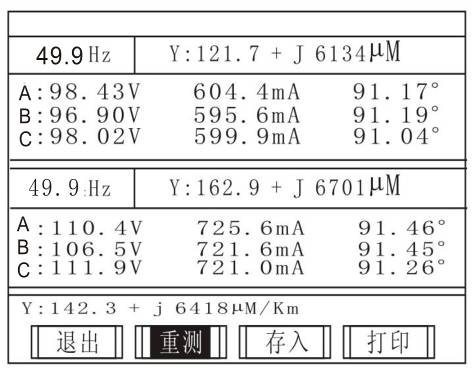 49.9Hz Y:121.7 + J 6134μM
A:98.43V 604.4mA 91.17°
B:96.90V 595.6mA 91.19°
C:98.02V 599.9mA 91.04°
49.9:Hz Y:162.9 + J 6701μM
A:110.4V 725.6mA 91.46°
B:106.5V 721.6mA 91.45°
C:111.9V 721.0mA 91.26°
Y:142.3 + j 6418μM/Km
退出 重测 存入 打印